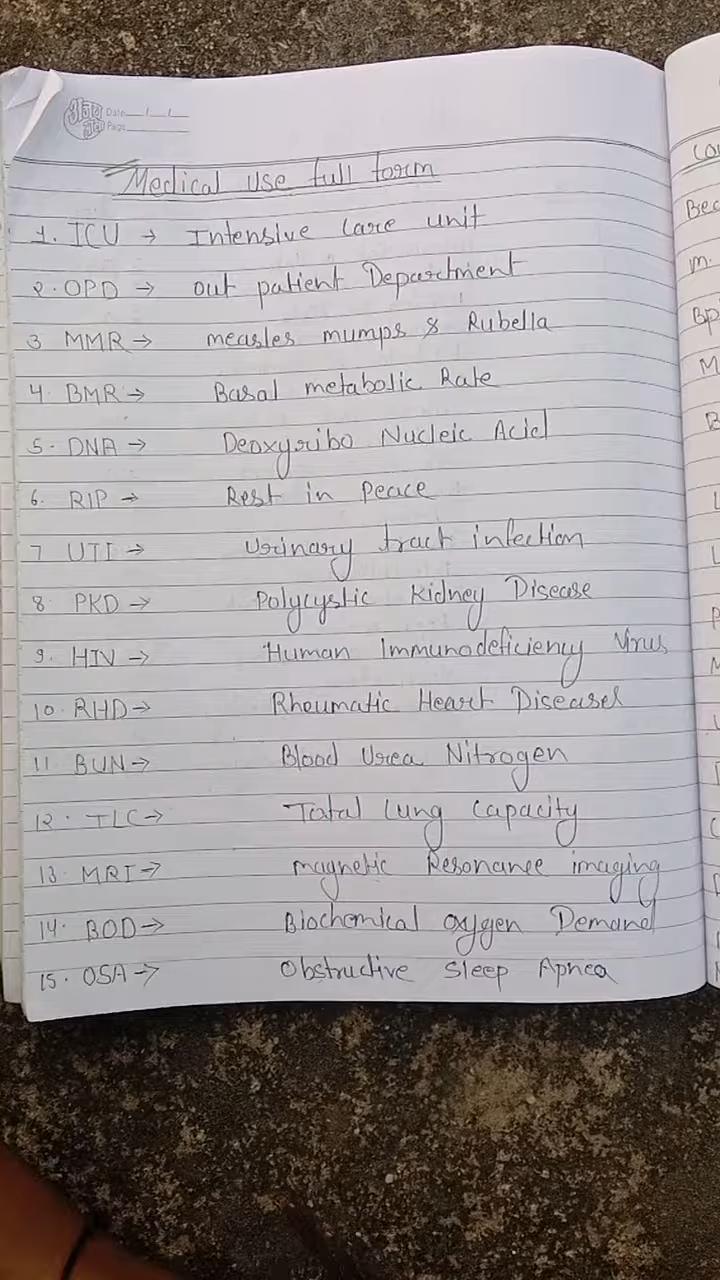 Date
Page
Medical use full form
1. ICU → Intensive Care unit
2. OPD → out patient Department
3 MMR → measles mumps & Rubella
4. BMR → Basal metabolic Rate
5. DNA → Deoxyribo Nucleic Acid
6. RIP → Rest in peace
7 UTI → Urinary tract infection
8. PKD → Polycystic Kidney Disease
9. HIV → Human Immunodeficiency Virus
10. RHD → Rheumatic Heart Diseases
11. BUN → Blood Urea Nitrogen
12. TLC → Total Lung Capacity
13. MRI → magnetic Resonance imaging
14. BOD → Biochemical oxygen Demand
15. OSA → Obstructive Sleep Apnea
Bec
m.
Bp